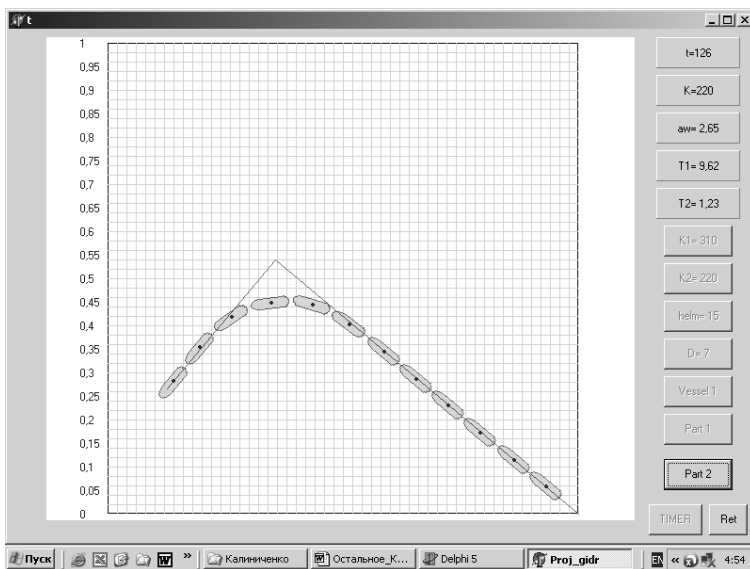 t
1
0,95
0,9
0,85
0,8
0,75
0,7
0,65
0,6
0,55
0,5
0,45
0,4
0,35
0,3
0,25
0,2
0,15
0,1
0,05
0
t=126
K=220
aw= 2,65
T1= 9,62
T2= 1,23
K1= 310
K2= 220
helm= 15
D= 7
Vessel 1
Part 1
Part 2
TIMER Ret
Пуск » Калиниченко Остальное_К... Delphi 5 Proj_gidr EN « 4:54